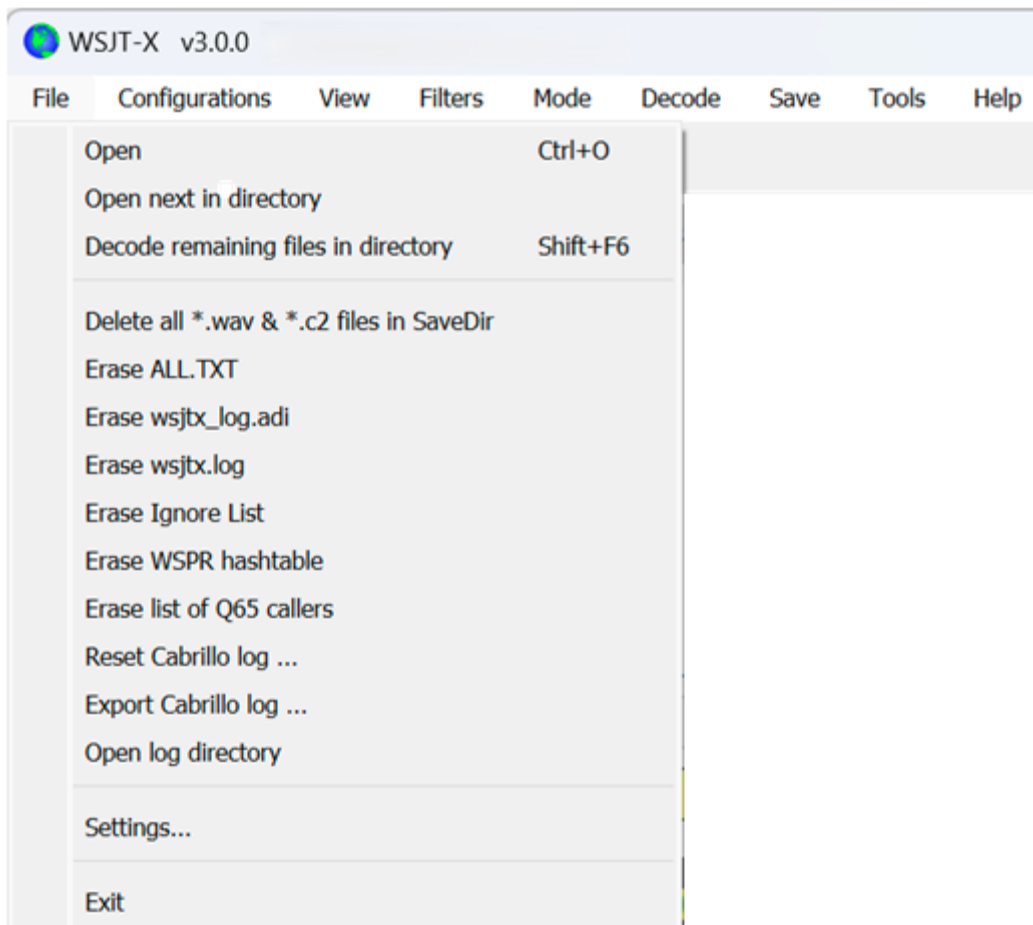 WSJT-X v3.0.0
File Configurations View Filters Mode Decode Save Tools Help
Open Ctrl+O
Open next in directory
Decode remaining files in directory Shift+F6
Delete all *.wav & *.c2 files in SaveDir
Erase ALL.TXT
Erase wsjtx_log.adi
Erase wsjtx.log
Erase Ignore List
Erase WSPR hashtable
Erase list of Q65 callers
Reset Cabrillo log ...
Export Cabrillo log ...
Open log directory
Settings...
Exit